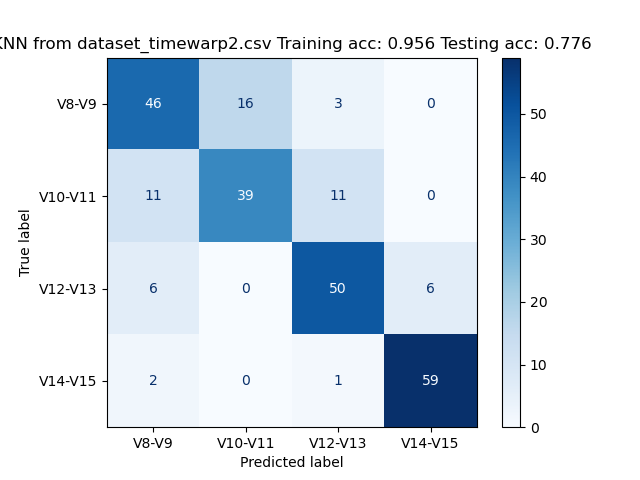 KNN from dataset_timewarp2.csv Training acc: 0.956 Testing acc: 0.776
V8-V9 46 16 3 0
V10-V11 11 39 11 0
V12-V13 6 0 50 6
V14-V15 2 0 1 59
V8-V9 V10-V11 V12-V13 V14-V15
Predicted label
True label
50
40
30
20
10
0